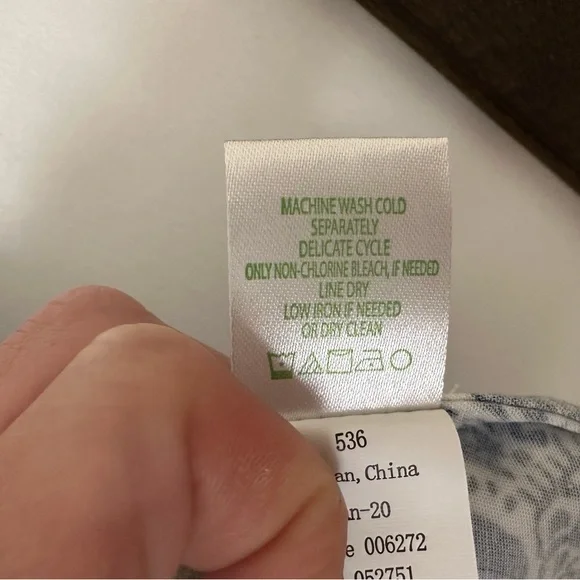 MACHINE WASH COLD
SEPARATELY
DELICATE CYCLE
ONLY NON-CHLORINE BLEACH, IF NEEDED
LINE DRY
LOW IRON IF NEEDED
OR DRY CLEAN
536
an, China
n-20
e 006272
052751